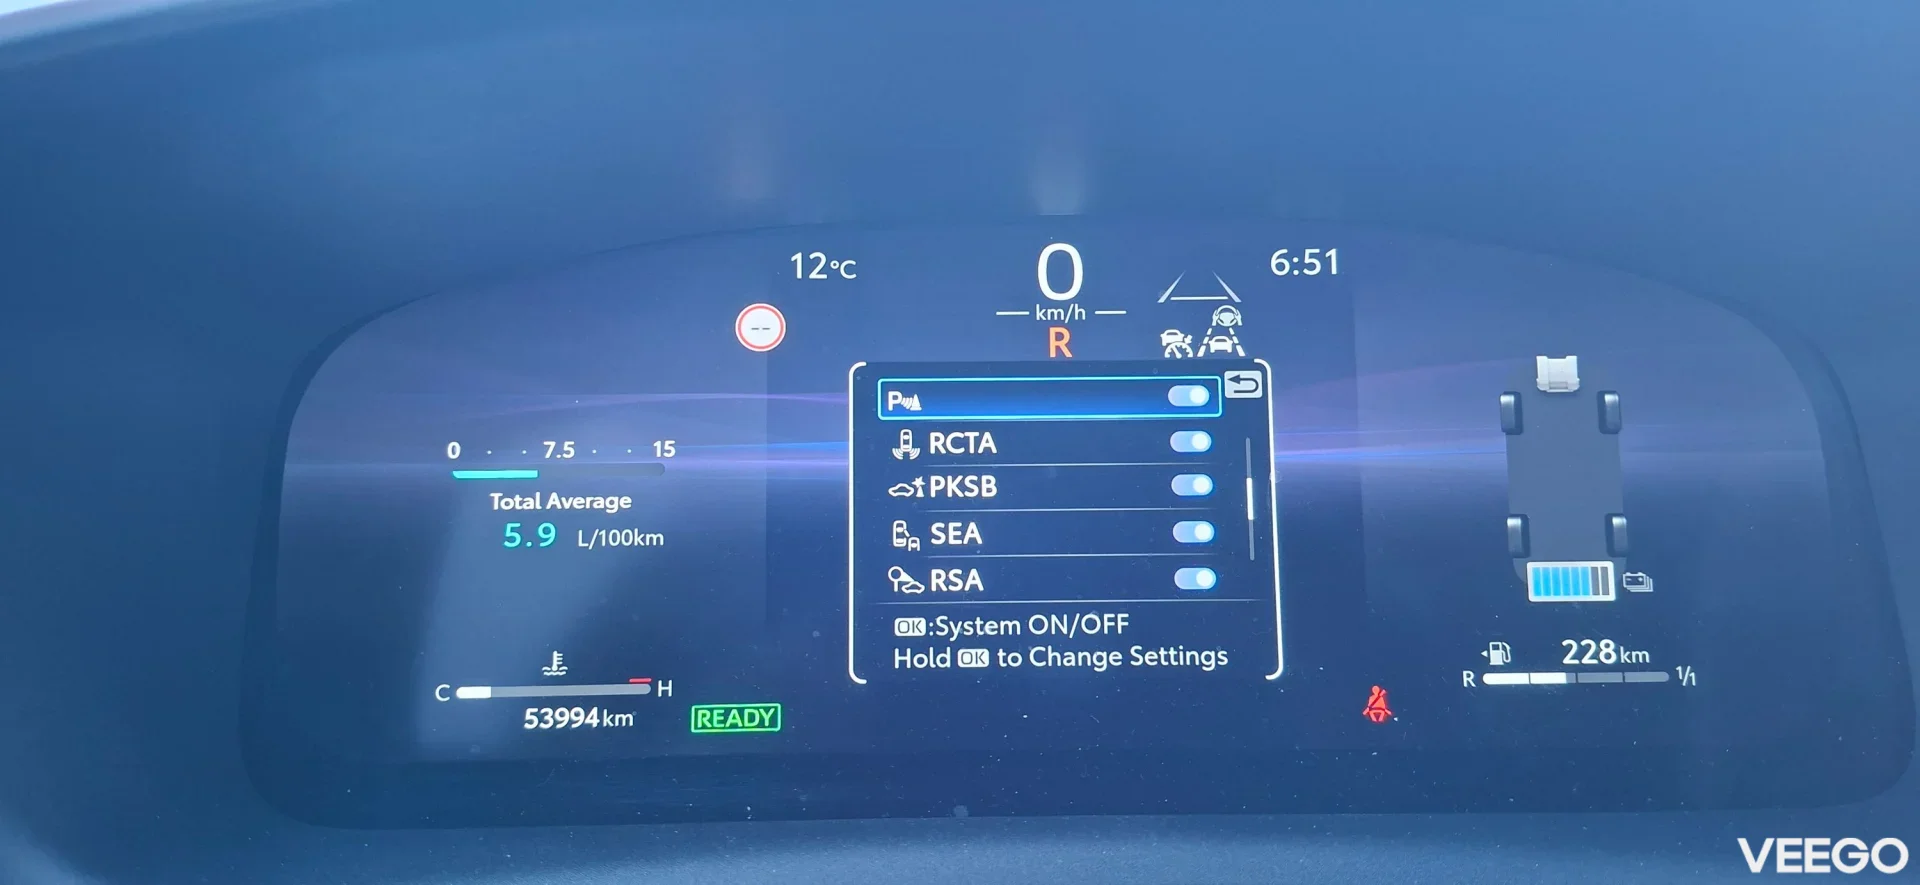 12°C
0
km/h
R
6:51
--
P
RCTA
PKSB
SEA
RSA
OK:System ON/OFF
Hold OK to Change Settings
0 · · 7.5 · · 15
Total Average
5.9 L/100km
C H
53994km
READY
228km
R 1/1
VEEGO